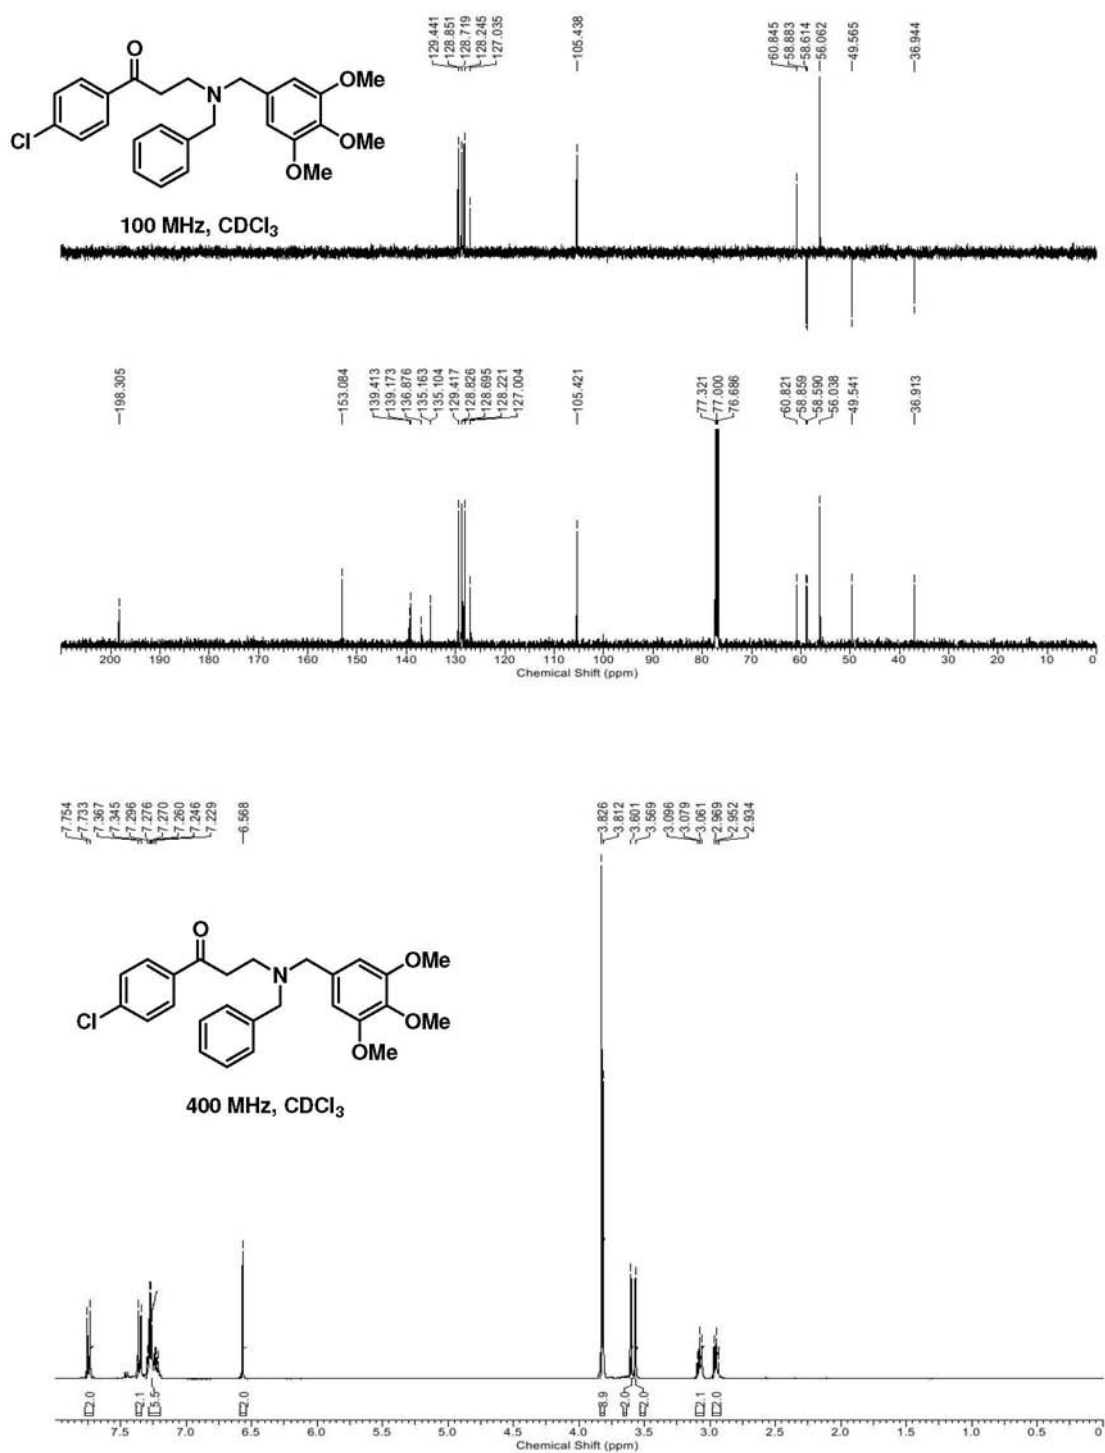 129.441
128.851
128.719
128.245
127.035
105.438
60.845
58.883
58.614
56.062
49.565
36.944
O
OMe
N
OMe
Cl
OMe
100 MHz, CDCl3
198.305
153.084
139.413
139.173
136.876
135.163
135.104
129.417
128.826
128.695
128.221
127.004
105.421
77.321
77.000
76.686
60.821
58.859
58.590
56.038
49.541
36.913
200 190 180 170 160 150 140 130 120 110 100 90 80 70 60 50 40 30 20 10 0
Chemical Shift (ppm)
7.754
7.733
7.367
7.345
7.296
7.276
7.270
7.260
7.246
7.229
6.568
3.826
3.812
3.601
3.569
3.096
3.079
3.061
2.969
2.952
2.934
O
OMe
N
OMe
Cl
OMe
400 MHz, CDCl3
2.0 2.1 5.5 2.0 8.9 2.0 2.0 2.1 2.0
7.5 7.0 6.5 6.0 5.5 5.0 4.5 4.0 3.5 3.0 2.5 2.0 1.5 1.0 0.5 0
Chemical Shift (ppm)